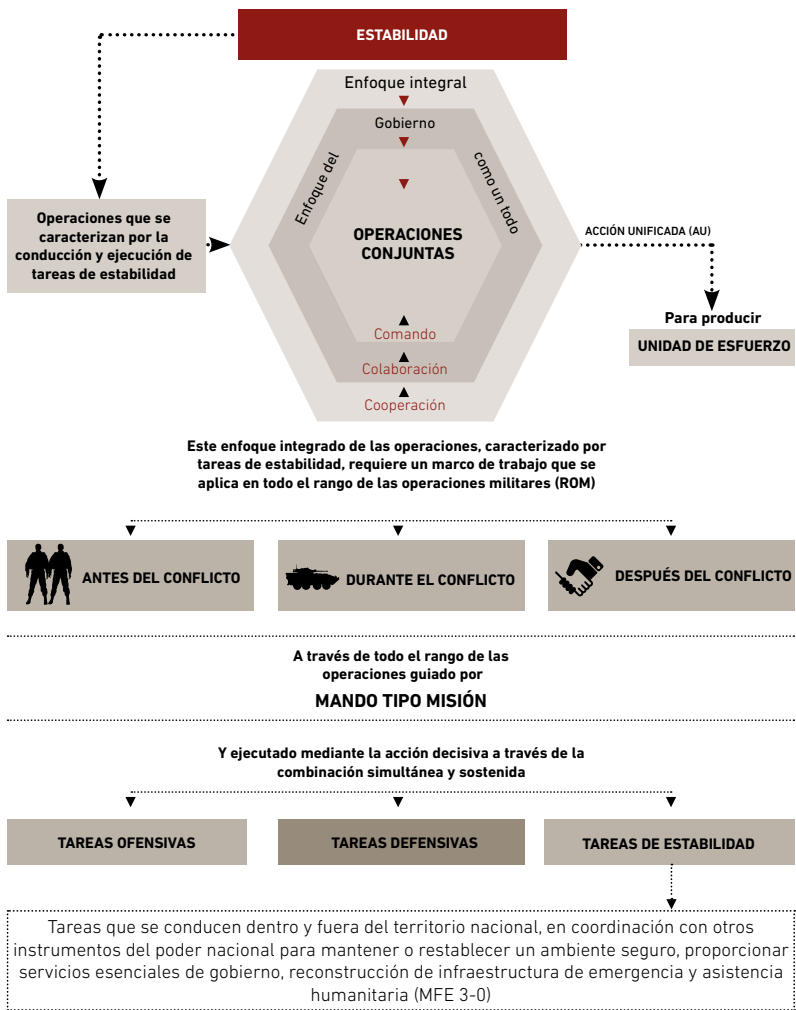 ESTABILIDAD
Enfoque integral
Gobierno
Enfoque del
como un todo
OPERACIONES
CONJUNTAS
Comando
Colaboración
Cooperación
Operaciones que se
caracterizan por la
conducción y ejecución de
tareas de estabilidad
ACCIÓN UNIFICADA (AU)
Para producir
UNIDAD DE ESFUERZO
Este enfoque integrado de las operaciones, caracterizado por
tareas de estabilidad, requiere un marco de trabajo que se
aplica en todo el rango de las operaciones militares (ROM)
ANTES DEL CONFLICTO
DURANTE EL CONFLICTO
DESPUÉS DEL CONFLICTO
A través de todo el rango de las
operaciones guiado por
MANDO TIPO MISIÓN
Y ejecutado mediante la acción decisiva a través de la
combinación simultánea y sostenida
TAREAS OFENSIVAS
TAREAS DEFENSIVAS
TAREAS DE ESTABILIDAD
Tareas que se conducen dentro y fuera del territorio nacional, en coordinación con otros
instrumentos del poder nacional para mantener o restablecer un ambiente seguro, proporcionar
servicios esenciales de gobierno, reconstrucción de infraestructura de emergencia y asistencia
humanitaria (MFE 3-0)